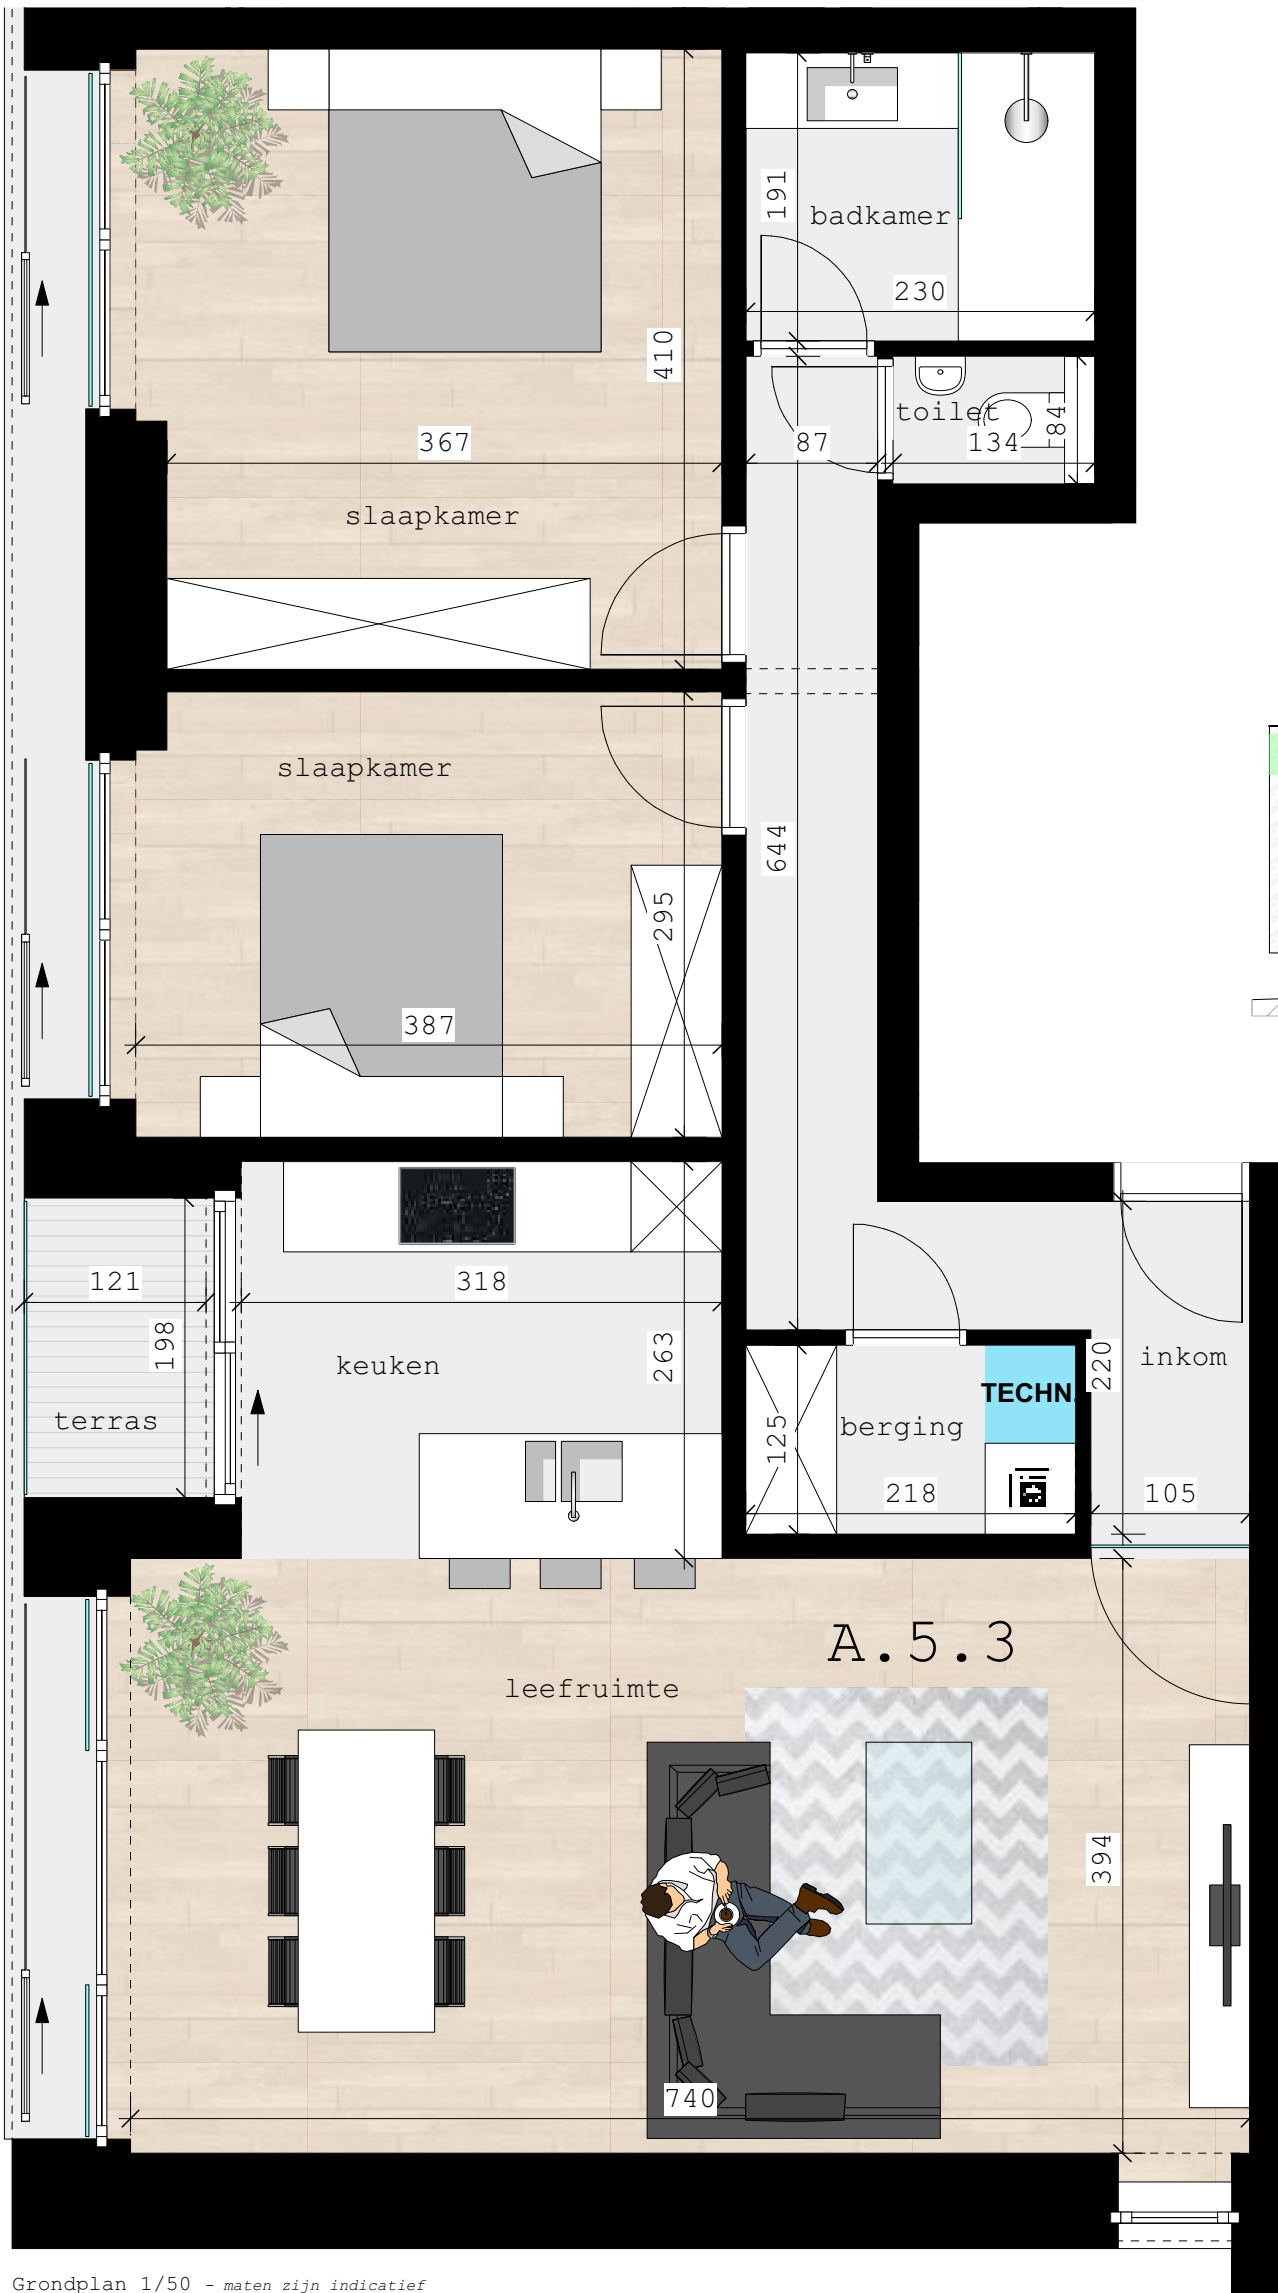 191
badkamer
230
410
toilet
84
367
87
134
slaapkamer
slaapkamer
644
295
387
121
318
198
263
keuken
220
inkom
TECHN.
terras
125
berging
218
105
A.5.3
leefruimte
394
740
Grondplan 1/50 - maten zijn indicatief